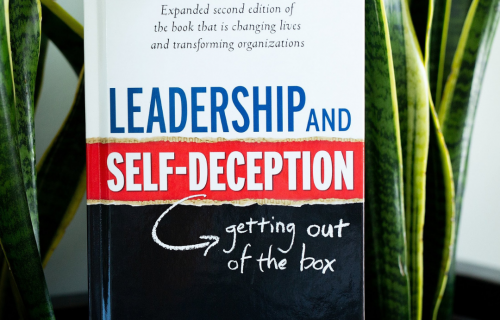 Expanded second edition of
the book that is changing lives
and transforming organizations
LEADERSHIP AND
SELF-DECEPTION
getting out
of the box